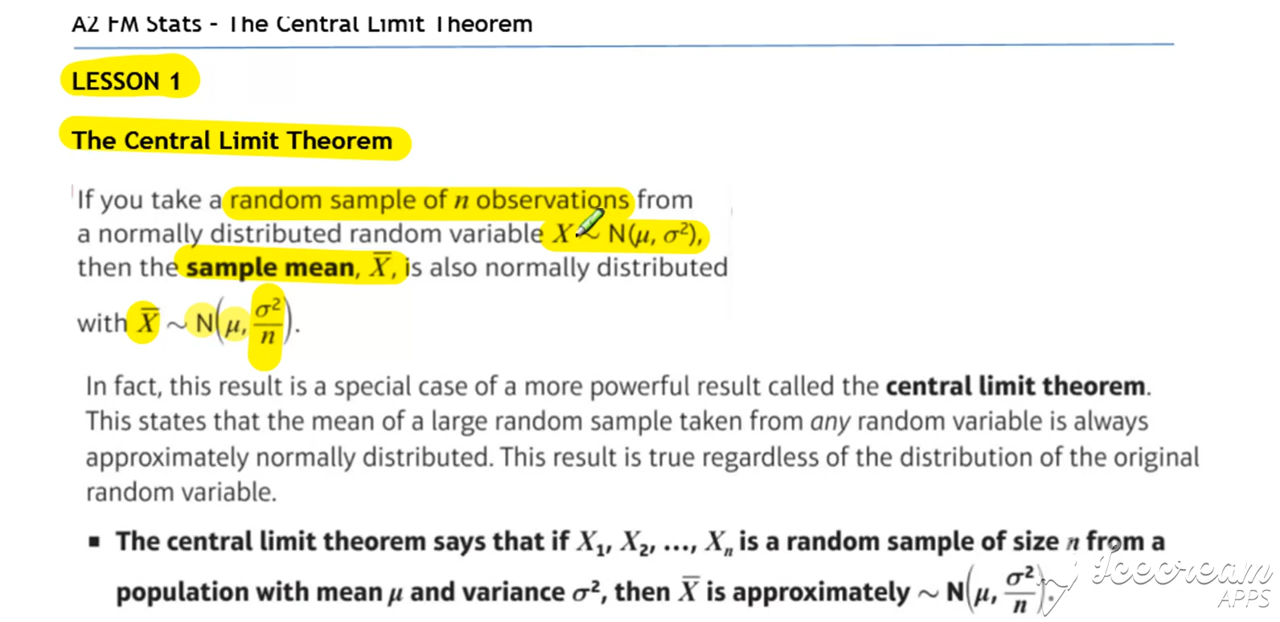 A2 FM Stats - The Central Limit Theorem
LESSON 1
The Central Limit Theorem
If you take a random sample of n observations from
a normally distributed random variable X ~ N(μ, σ²),
then the sample mean, X̅, is also normally distributed
with X̅ ~ N(μ, σ²/n).
In fact, this result is a special case of a more powerful result called the central limit theorem.
This states that the mean of a large random sample taken from any random variable is always
approximately normally distributed. This result is true regardless of the distribution of the original
random variable.
▪ The central limit theorem says that if X₁, X₂, ..., Xₙ is a random sample of size n from a
population with mean μ and variance σ², then X̅ is approximately ~ N(μ, σ²/n).
Icecream
APPS